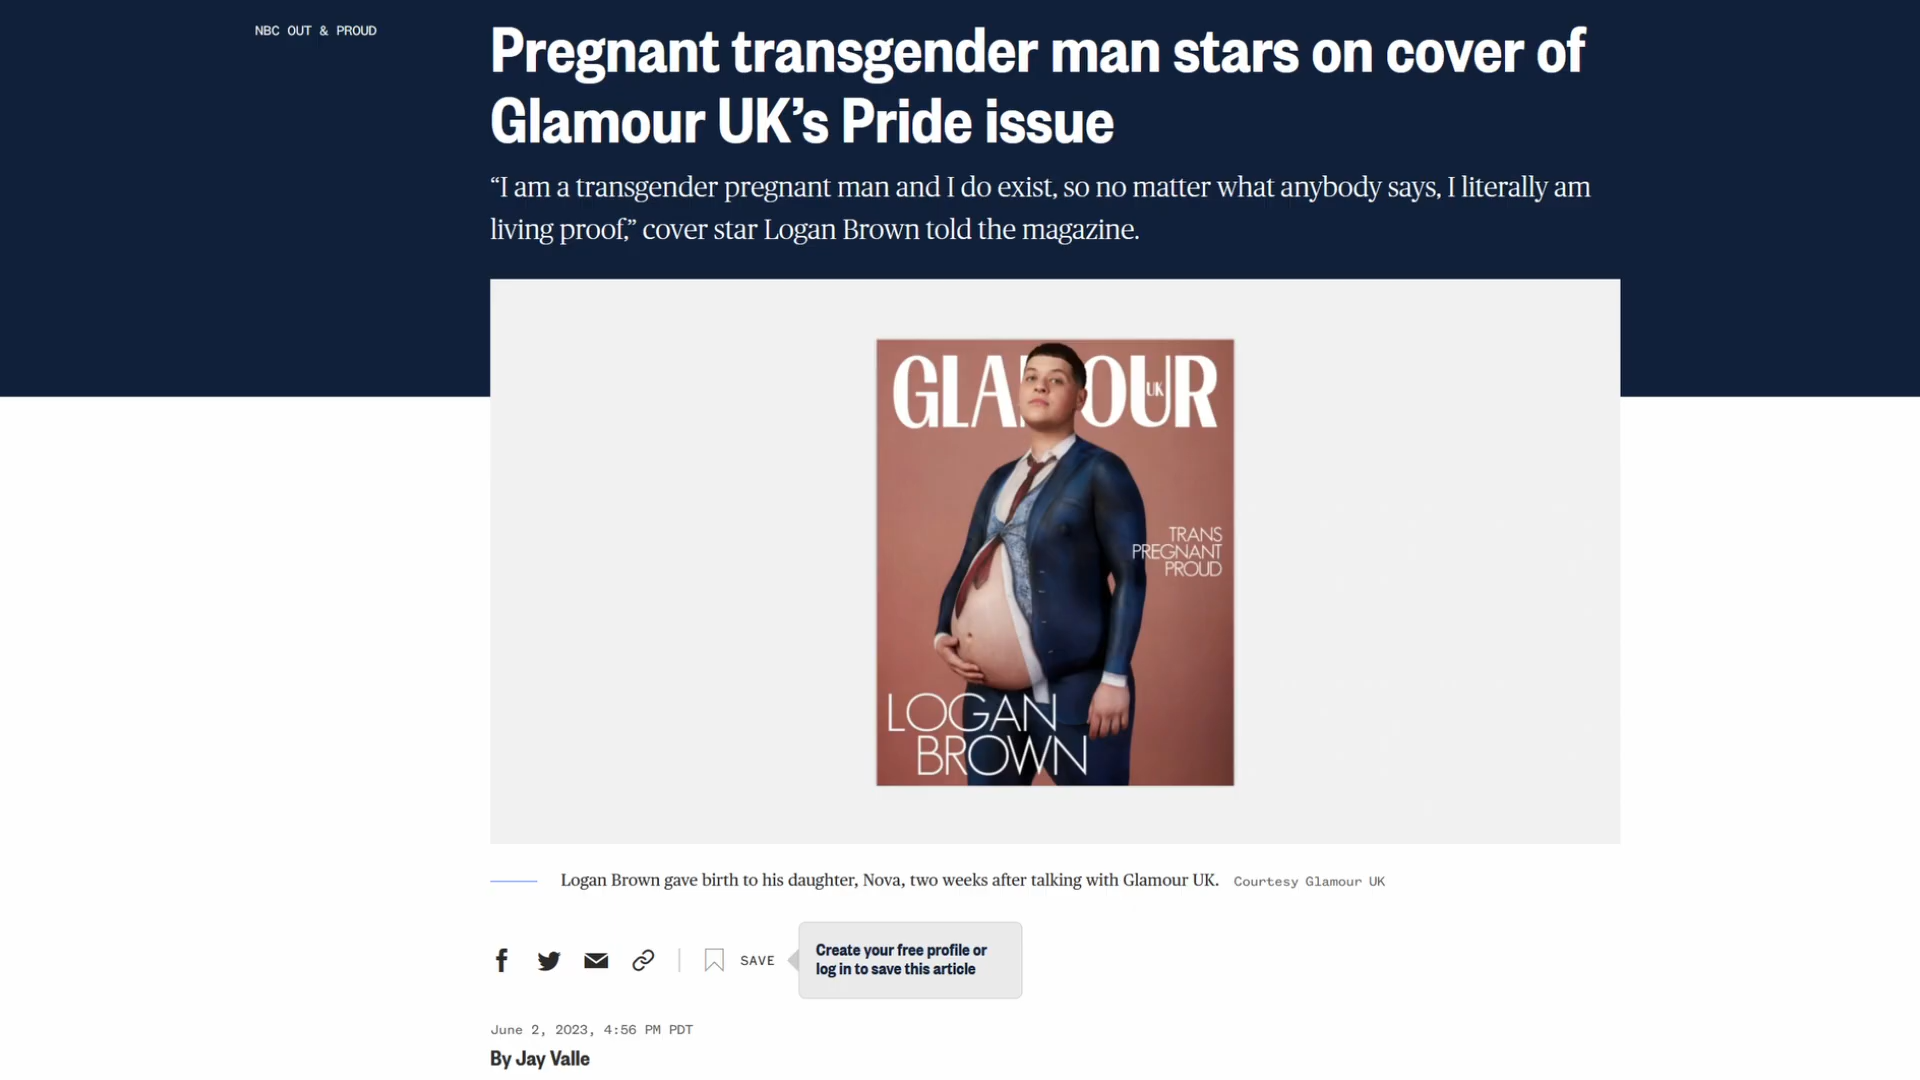 NBC OUT & PROUD
Pregnant transgender man stars on cover of
Glamour UK’s Pride issue
“I am a transgender pregnant man and I do exist, so no matter what anybody says, I literally am
living proof,” cover star Logan Brown told the magazine.
GLAMOUR
UK
TRANS
PREGNANT
PROUD
LOGAN
BROWN
Logan Brown gave birth to his daughter, Nova, two weeks after talking with Glamour UK. Courtesy Glamour UK
SAVE
Create your free profile or
log in to save this article
June 2, 2023, 4:56 PM PDT
By Jay Valle